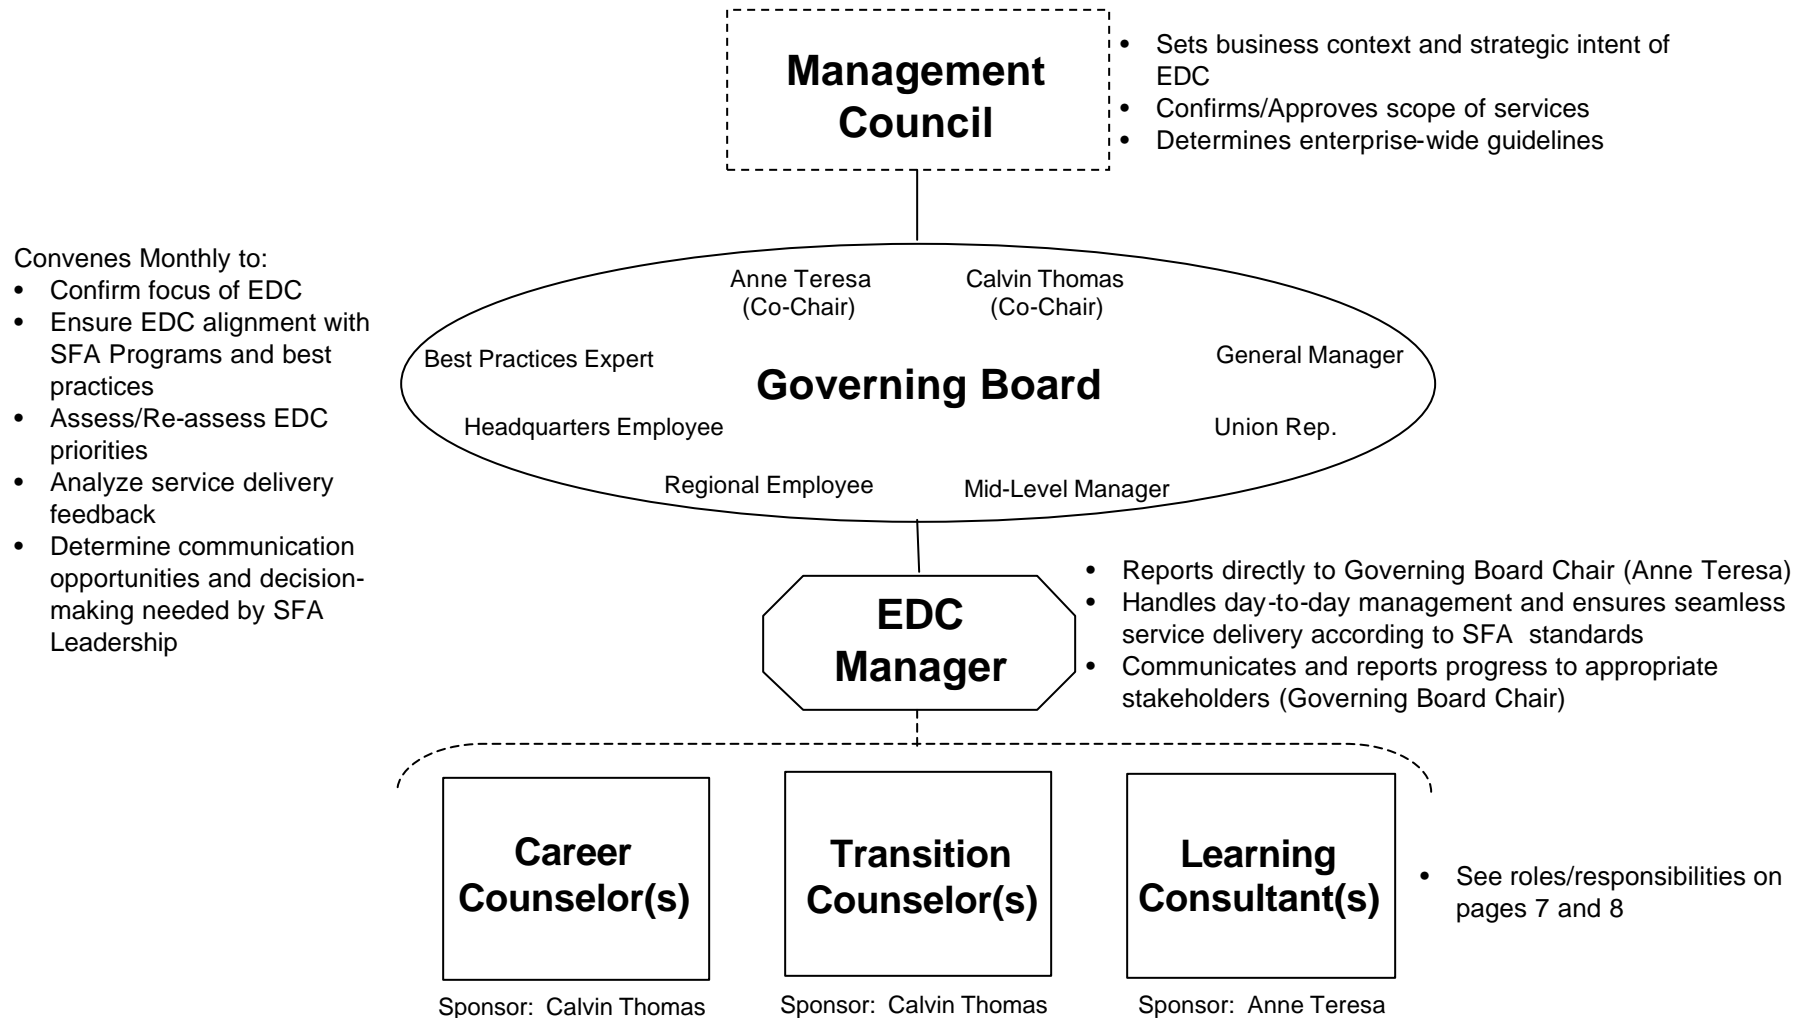 Management
Council
• Sets business context and strategic intent of
EDC
• Confirms/Approves scope of services
• Determines enterprise-wide guidelines
Convenes Monthly to:
• Confirm focus of EDC
• Ensure EDC alignment with
SFA Programs and best
practices
• Assess/Re-assess EDC
priorities
• Analyze service delivery
feedback
• Determine communication
opportunities and decision-
making needed by SFA
Leadership
Anne Teresa
(Co-Chair)
Calvin Thomas
(Co-Chair)
Best Practices Expert
General Manager
Governing Board
Headquarters Employee
Union Rep.
Regional Employee
Mid-Level Manager
EDC
Manager
• Reports directly to Governing Board Chair (Anne Teresa)
• Handles day-to-day management and ensures seamless
service delivery according to SFA standards
• Communicates and reports progress to appropriate
stakeholders (Governing Board Chair)
Career
Counselor(s)
Sponsor: Calvin Thomas
Transition
Counselor(s)
Sponsor: Calvin Thomas
Learning
Consultant(s)
Sponsor: Anne Teresa
• See roles/responsibilities on
pages 7 and 8